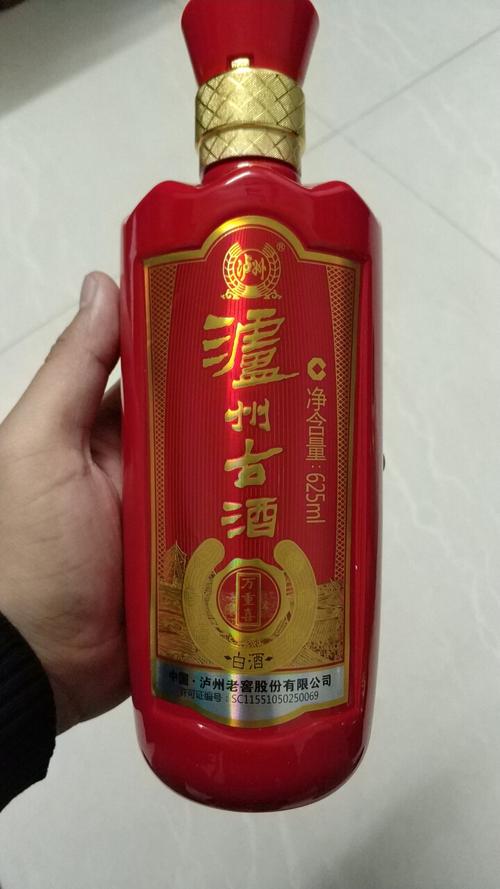 泸州
®
瀘州古酒
净含量：625ml
万重喜
白酒
中国·泸州老窖股份有限公司
许可证编号：SC11551050250069